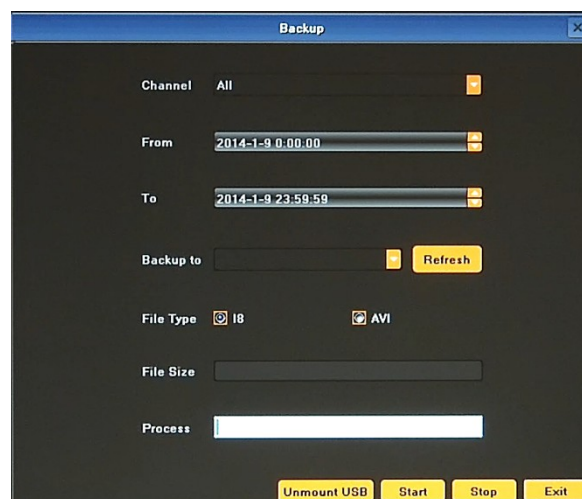 Backup
Channel All
From 2014-1-9 0:00:00
To 2014-1-9 23:59:59
Backup to Refresh
File Type I8 AVI
File Size
Process
Unmount USB Start Stop Exit